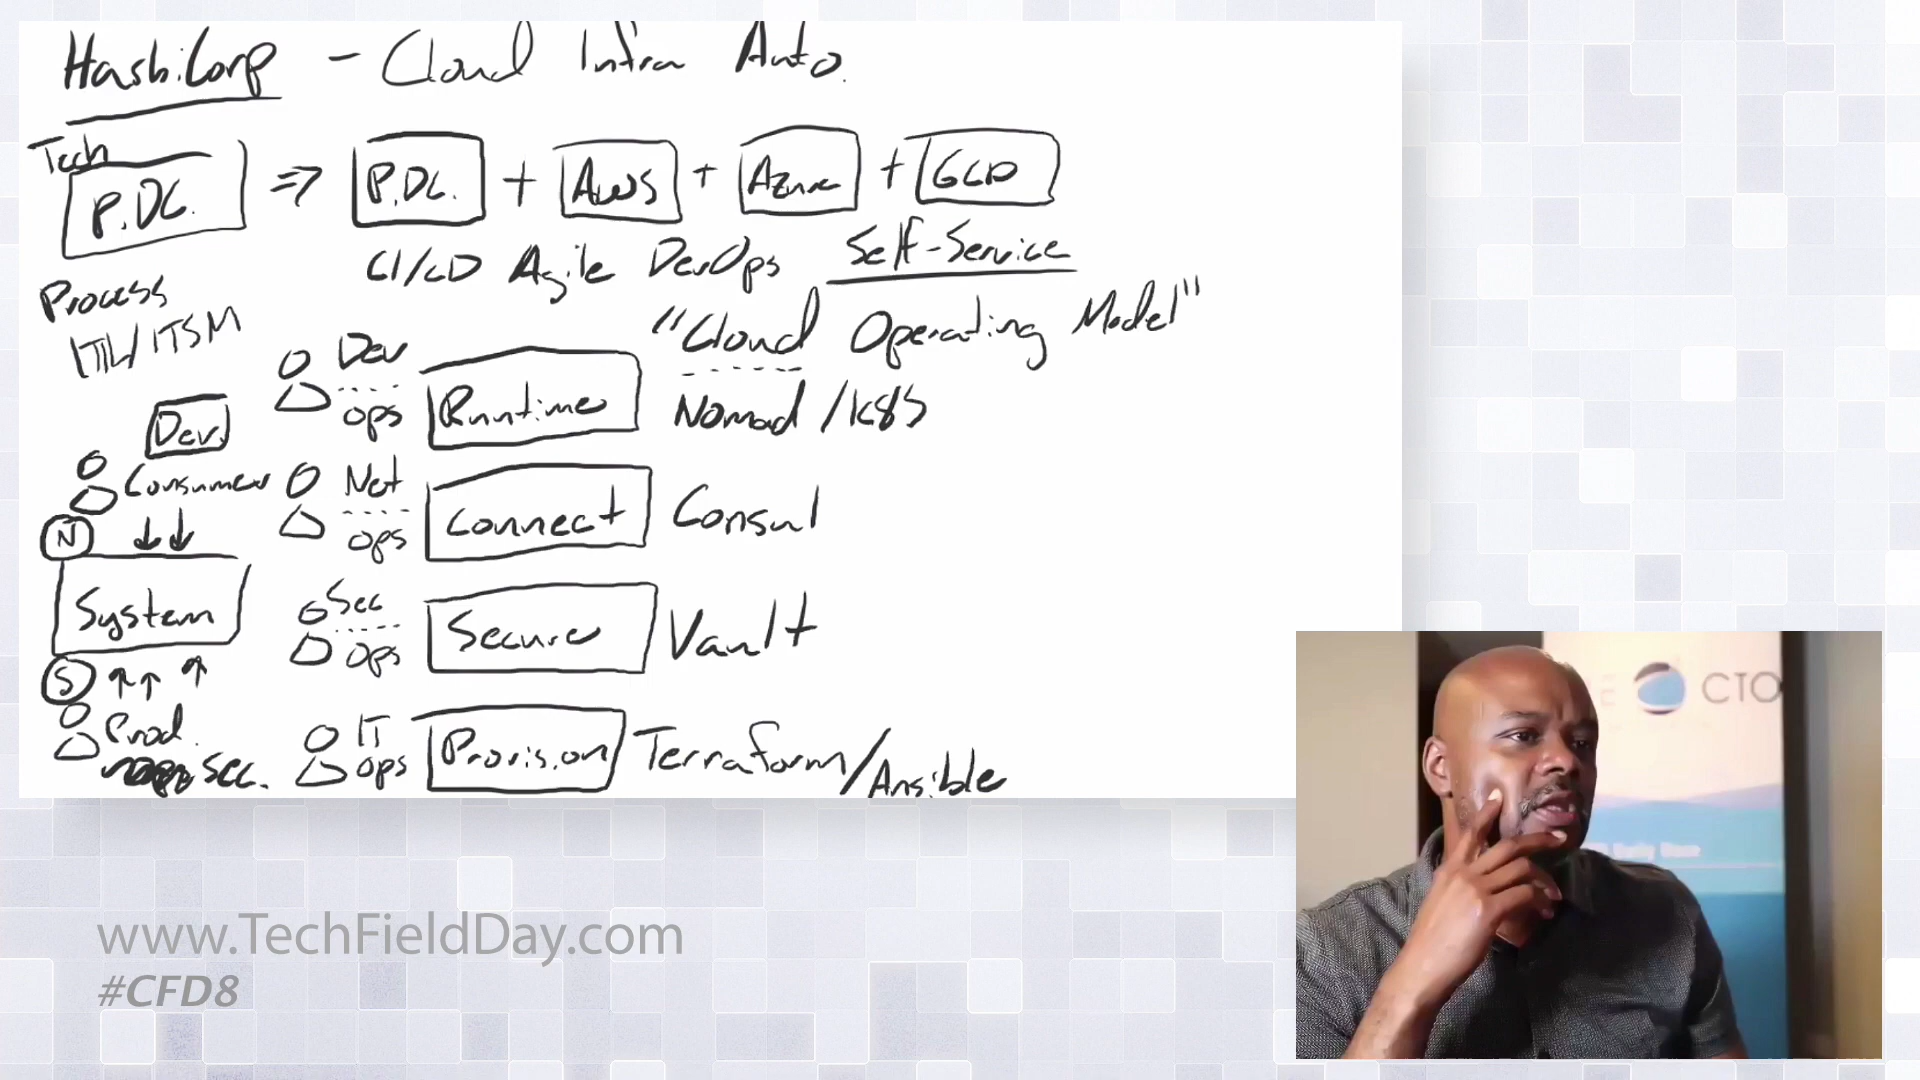 HashiCorp - Cloud Infra Auto.
Tech
P.DC. => P.DC. + AWS + Azure + GCP
CI/CD Agile DevOps Self-Service
Process
ITIL/ITSM
"Cloud Operating Model"
Dev
ops
Runtime
Nomad/K8S
Dev.
Consumer
Net
ops
Connect
Consul
N
System
Sec
ops
Secure
Vault
S
Prod.
Sec.
IT
ops
Provision
Terraform/Ansible
CTO
www.TechFieldDay.com
#CFD8